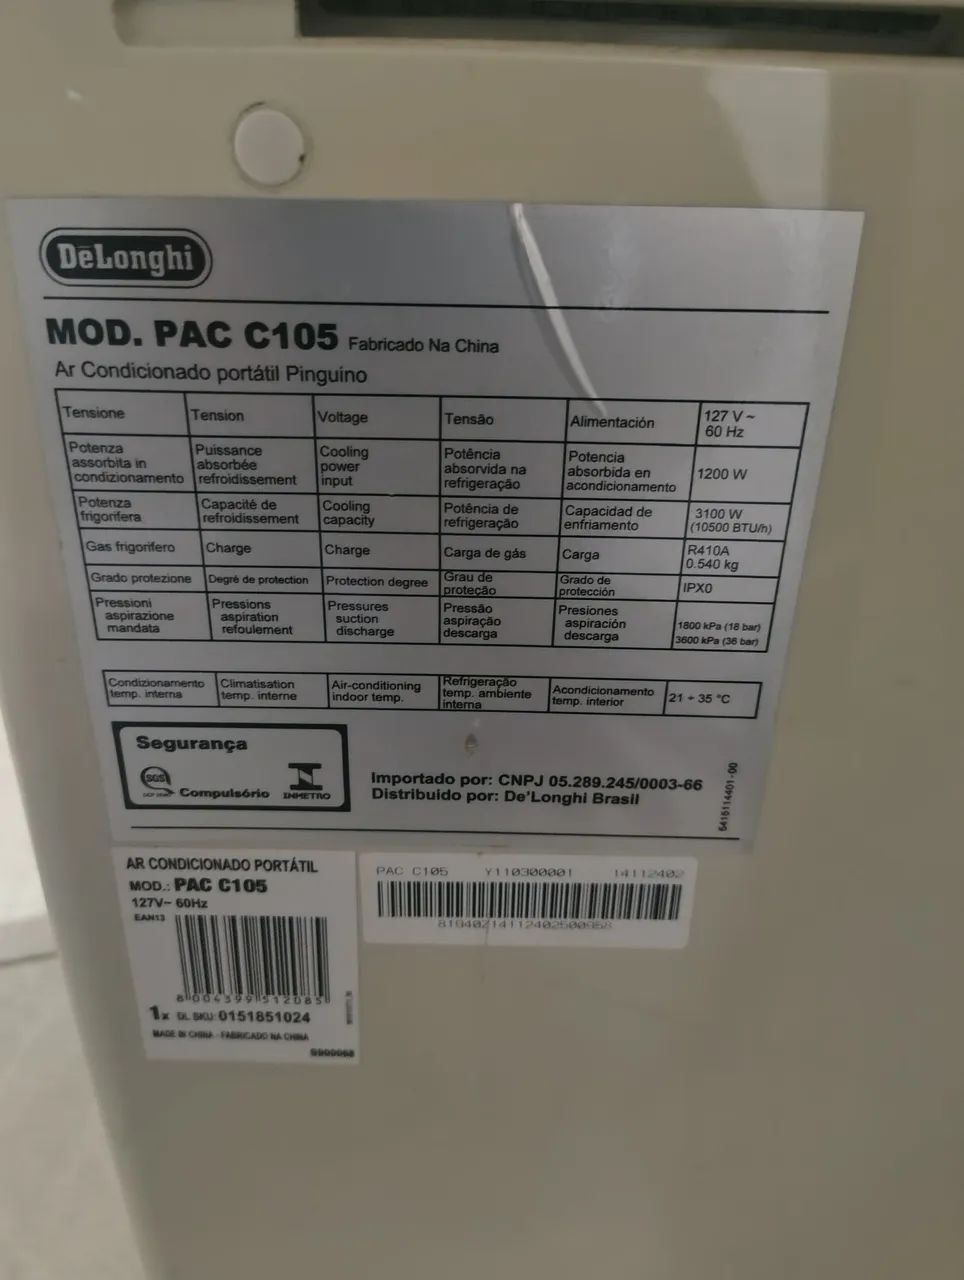 DeLonghi
MOD. PAC C105 Fabricado Na China
Ar Condicionado portátil Pinguino
Tensione Tension Voltage Tensão Alimentación 127 V ~ 60 Hz
Potenza assorbita in condizionamento Puissance absorbée refroidissement Cooling power input Potência absorvida na refrigeração Potencia absorbida en acondicionamento 1200 W
Potenza frigorifera Capacité de refroidissement Cooling capacity Potência de refrigeração Capacidad de enfriamento 3100 W (10500 BTU/h)
Gas frigorifero Charge Charge Carga de gás Carga R410A 0.540 kg
Grado protezione Degré de protection Protection degree Grau de proteção Grado de protección IPX0
Pressioni aspirazione mandata Pressions aspiration refoulement Pressures suction discharge Pressão aspiração descarga Presiones aspiración descarga 1800 kPa (18 bar) 3600 kPa (36 bar)
Condizionamento temp. interna Climatisation temp. interne Air-conditioning indoor temp. Refrigeração temp. ambiente interna Acondicionamento temp. interior 21 ÷ 35 °C
Segurança
SGS
Compulsório INMETRO
Importado por: CNPJ 05.289.245/0003-66
Distribuido por: De'Longhi Brasil
5415114401-00
AR CONDICIONADO PORTÁTIL
MOD.: PAC C105
127V~ 60Hz
EAN13
8 004399 512085
1x DL SKU: 0151851024
MADE IN CHINA - FABRICADO NA CHINA
PAC C105 Y110300001 14112402